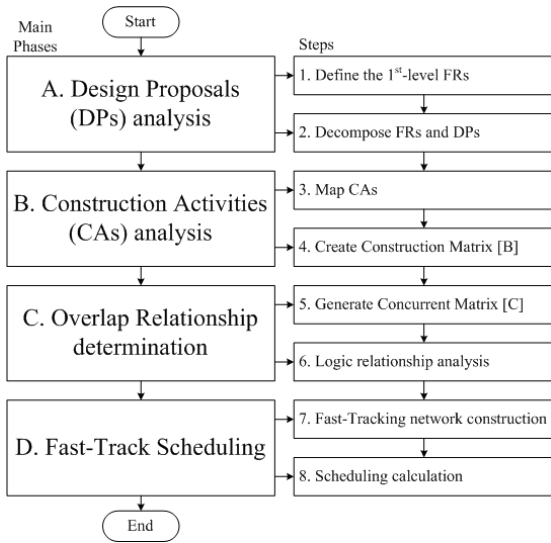 Main
Phases
Start
Steps
A. Design Proposals
(DPs) analysis
1. Define the 1st-level FRs
2. Decompose FRs and DPs
B. Construction Activities
(CAs) analysis
3. Map CAs
4. Create Construction Matrix [B]
C. Overlap Relationship
determination
5. Generate Concurrent Matrix [C]
6. Logic relationship analysis
D. Fast-Track Scheduling
7. Fast-Tracking network construction
8. Scheduling calculation
End